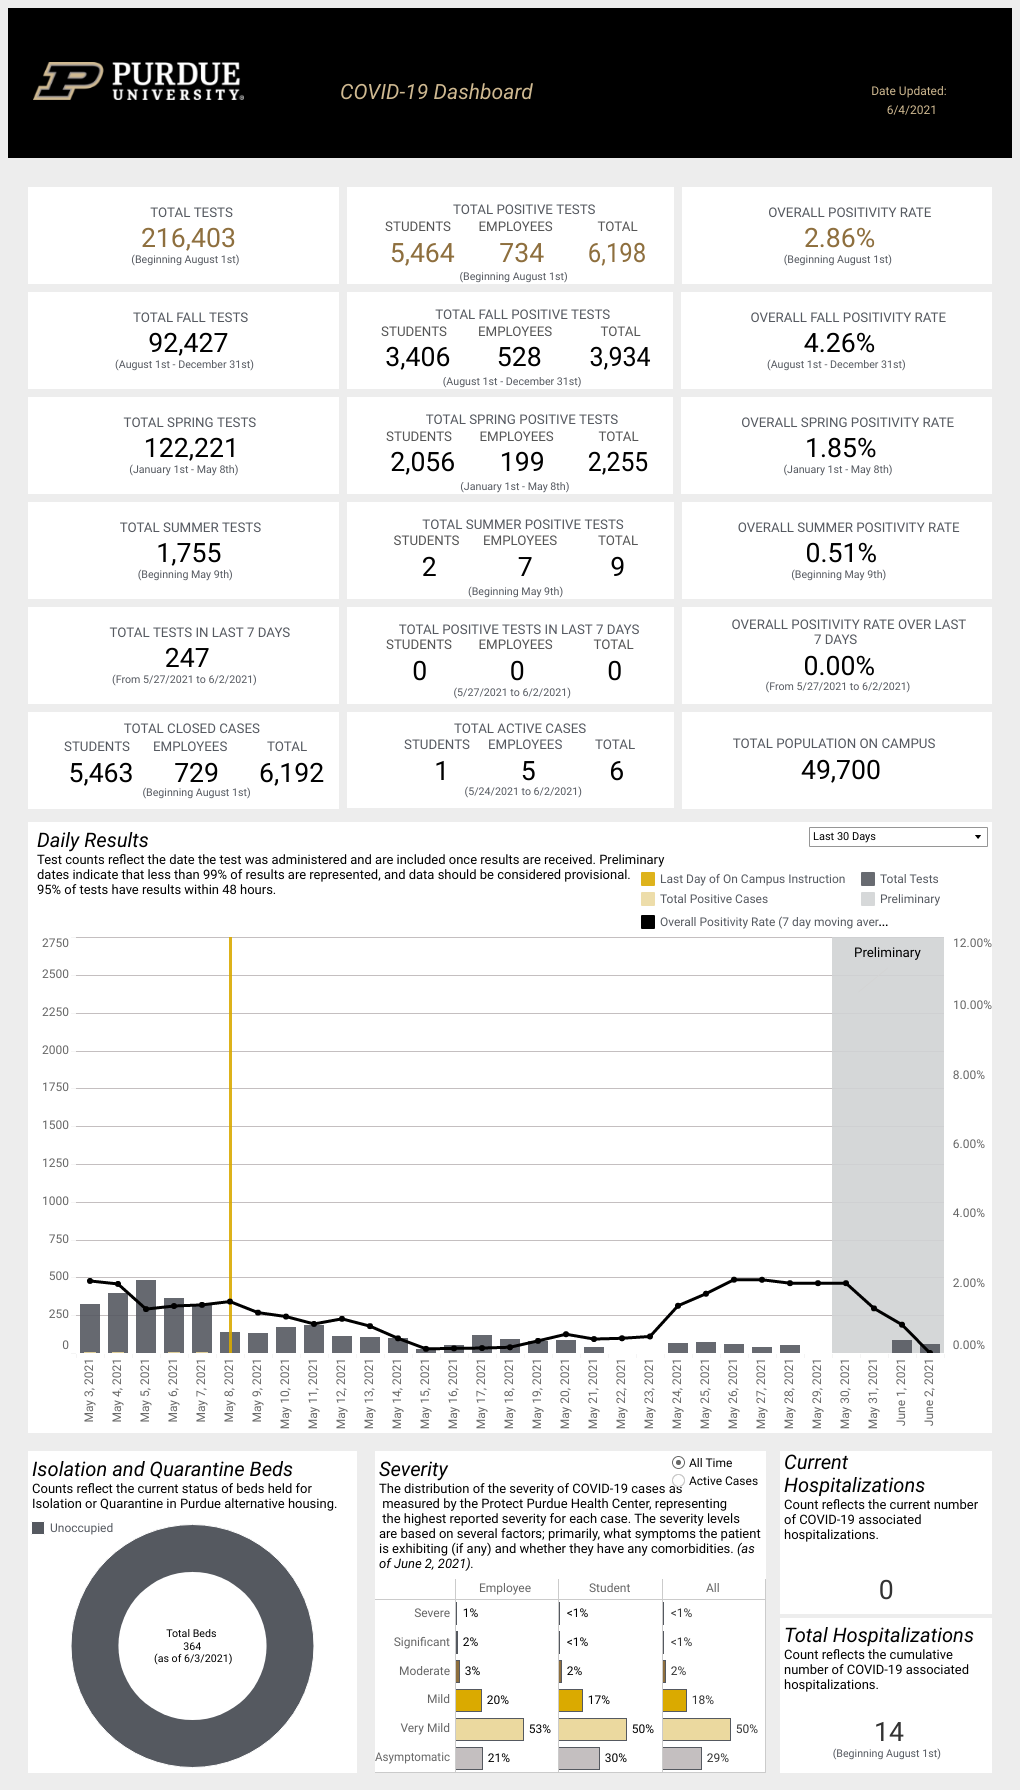 PURDUE
UNIVERSITY®
COVID-19 Dashboard
Date Updated:
6/4/2021
TOTAL TESTS
216,403
(Beginning August 1st)
TOTAL POSITIVE TESTS
STUDENTS EMPLOYEES TOTAL
5,464 734 6,198
(Beginning August 1st)
OVERALL POSITIVITY RATE
2.86%
(Beginning August 1st)
TOTAL FALL TESTS
92,427
(August 1st - December 31st)
TOTAL FALL POSITIVE TESTS
STUDENTS EMPLOYEES TOTAL
3,406 528 3,934
(August 1st - December 31st)
OVERALL FALL POSITIVITY RATE
4.26%
(August 1st - December 31st)
TOTAL SPRING TESTS
122,221
(January 1st - May 8th)
TOTAL SPRING POSITIVE TESTS
STUDENTS EMPLOYEES TOTAL
2,056 199 2,255
(January 1st - May 8th)
OVERALL SPRING POSITIVITY RATE
1.85%
(January 1st - May 8th)
TOTAL SUMMER TESTS
1,755
(Beginning May 9th)
TOTAL SUMMER POSITIVE TESTS
STUDENTS EMPLOYEES TOTAL
2 7 9
(Beginning May 9th)
OVERALL SUMMER POSITIVITY RATE
0.51%
(Beginning May 9th)
TOTAL TESTS IN LAST 7 DAYS
247
(From 5/27/2021 to 6/2/2021)
TOTAL POSITIVE TESTS IN LAST 7 DAYS
STUDENTS EMPLOYEES TOTAL
0 0 0
(5/27/2021 to 6/2/2021)
OVERALL POSITIVITY RATE OVER LAST
7 DAYS
0.00%
(From 5/27/2021 to 6/2/2021)
TOTAL CLOSED CASES
STUDENTS EMPLOYEES TOTAL
5,463 729 6,192
(Beginning August 1st)
TOTAL ACTIVE CASES
STUDENTS EMPLOYEES TOTAL
1 5 6
(5/24/2021 to 6/2/2021)
TOTAL POPULATION ON CAMPUS
49,700
Daily Results
Last 30 Days
Test counts reflect the date the test was administered and are included once results are received. Preliminary
dates indicate that less than 99% of results are represented, and data should be considered provisional.
95% of tests have results within 48 hours.
Last Day of On Campus Instruction
Total Tests
Total Positive Cases
Preliminary
Overall Positivity Rate (7 day moving aver...
Preliminary
2750
2500
2250
2000
1750
1500
1250
1000
750
500
250
0
12.00%
10.00%
8.00%
6.00%
4.00%
2.00%
0.00%
May 3, 2021
May 4, 2021
May 5, 2021
May 6, 2021
May 7, 2021
May 8, 2021
May 9, 2021
May 10, 2021
May 11, 2021
May 12, 2021
May 13, 2021
May 14, 2021
May 15, 2021
May 16, 2021
May 17, 2021
May 18, 2021
May 19, 2021
May 20, 2021
May 21, 2021
May 22, 2021
May 23, 2021
May 24, 2021
May 25, 2021
May 26, 2021
May 27, 2021
May 28, 2021
May 29, 2021
May 30, 2021
May 31, 2021
June 1, 2021
June 2, 2021
Isolation and Quarantine Beds
Counts reflect the current status of beds held for
Isolation or Quarantine in Purdue alternative housing.
Unoccupied
Total Beds
364
(as of 6/3/2021)
Severity
All Time
Active Cases
The distribution of the severity of COVID-19 cases as
measured by the Protect Purdue Health Center, representing
the highest reported severity for each case. The severity levels
are based on several factors; primarily, what symptoms the patient
is exhibiting (if any) and whether they have any comorbidities. (as
of June 2, 2021).
Employee Student All
Severe 1% <1% <1%
Significant 2% <1% <1%
Moderate 3% 2% 2%
Mild 20% 17% 18%
Very Mild 53% 50% 50%
Asymptomatic 21% 30% 29%
Current
Hospitalizations
Count reflects the current number
of COVID-19 associated
hospitalizations.
0
Total Hospitalizations
Count reflects the cumulative
number of COVID-19 associated
hospitalizations.
14
(Beginning August 1st)